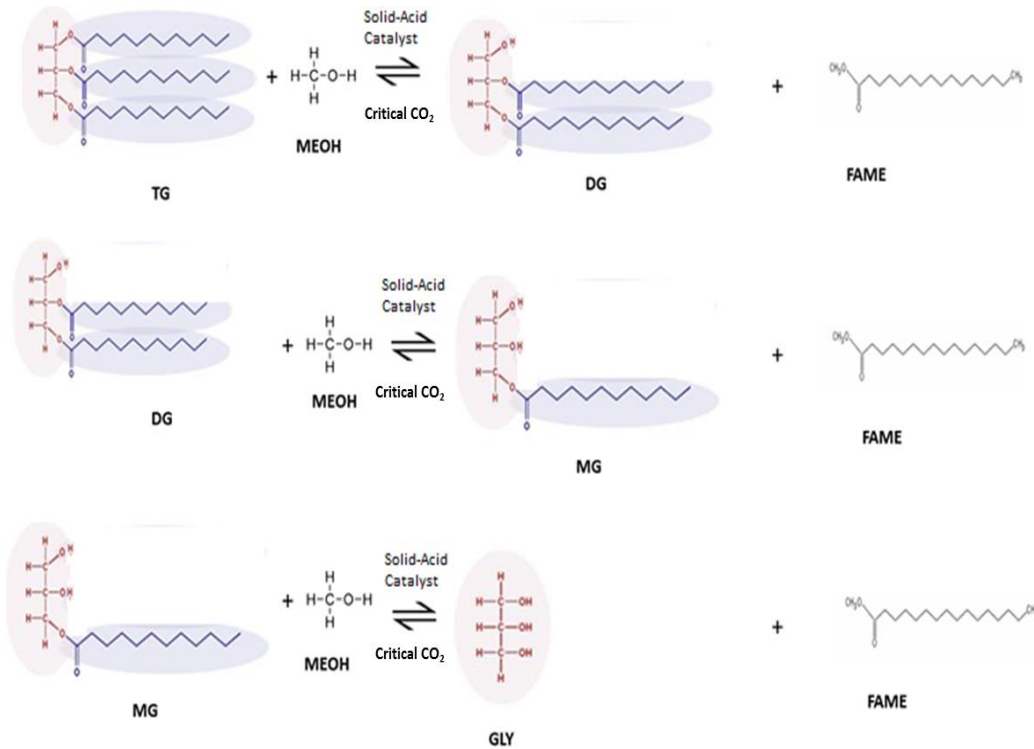 Solid-Acid
Catalyst
+
Critical CO₂
MEOH
+
TG
DG
FAME
Solid-Acid
Catalyst
+
Critical CO₂
MEOH
+
DG
MG
FAME
Solid-Acid
Catalyst
+
Critical CO₂
MEOH
+
MG
GLY
FAME